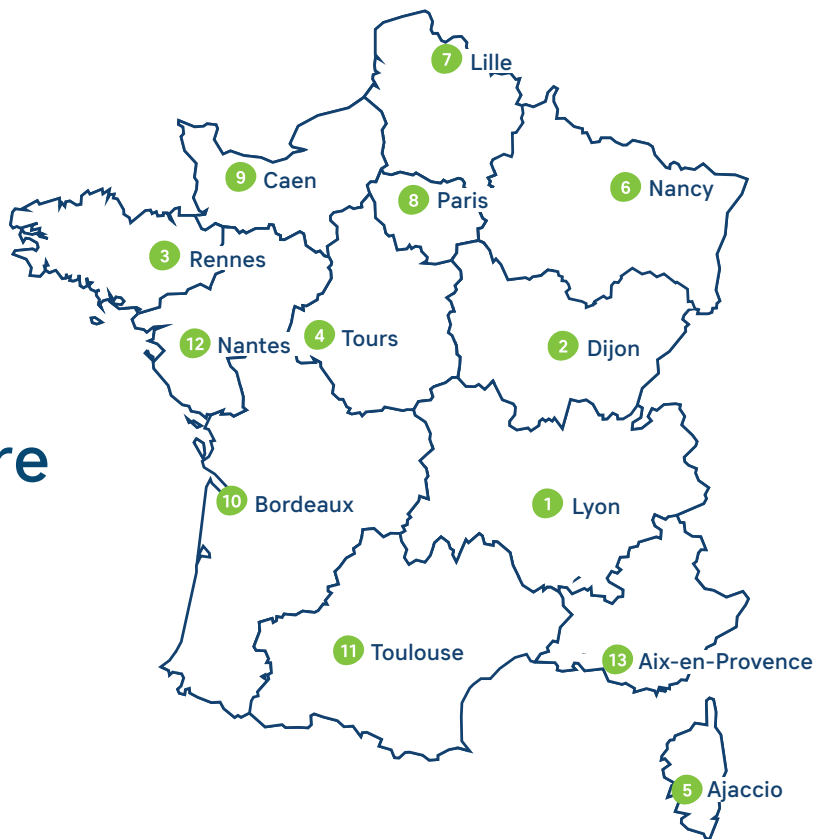 7 Lille
9 Caen
8 Paris
6 Nancy
3 Rennes
12 Nantes
4 Tours
2 Dijon
re
10 Bordeaux
1 Lyon
11 Toulouse
13 Aix-en-Provence
5 Ajaccio